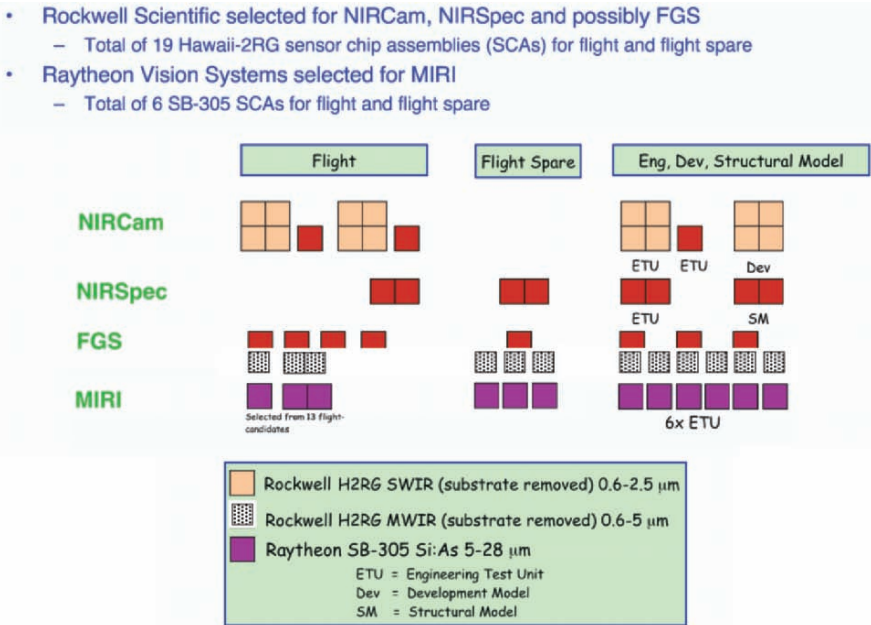 • Rockwell Scientific selected for NIRCam, NIRSpec and possibly FGS
– Total of 19 Hawaii-2RG sensor chip assemblies (SCAs) for flight and flight spare
• Raytheon Vision Systems selected for MIRI
– Total of 6 SB-305 SCAs for flight and flight spare
Flight Flight Spare Eng, Dev, Structural Model
NIRCam
ETU ETU Dev
NIRSpec
ETU SM
FGS
MIRI
Selected from 13 flight-
candidates
6x ETU
Rockwell H2RG SWIR (substrate removed) 0.6-2.5 μm
Rockwell H2RG MWIR (substrate removed) 0.6-5 μm
Raytheon SB-305 Si:As 5-28 μm
ETU = Engineering Test Unit
Dev = Development Model
SM = Structural Model